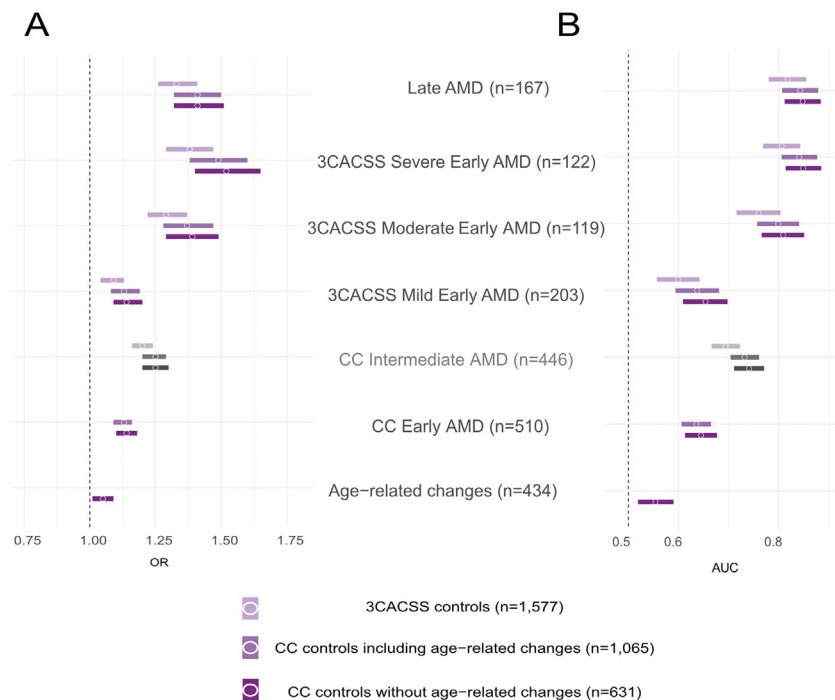 A
B
Late AMD (n=167)
3CACSS Severe Early AMD (n=122)
3CACSS Moderate Early AMD (n=119)
3CACSS Mild Early AMD (n=203)
CC Intermediate AMD (n=446)
CC Early AMD (n=510)
Age−related changes (n=434)
0.75 1.00 1.25 1.50 1.75
0.5 0.6 0.8
OR
AUC
3CACSS controls (n=1,577)
CC controls including age−related changes (n=1,065)
CC controls without age−related changes (n=631)